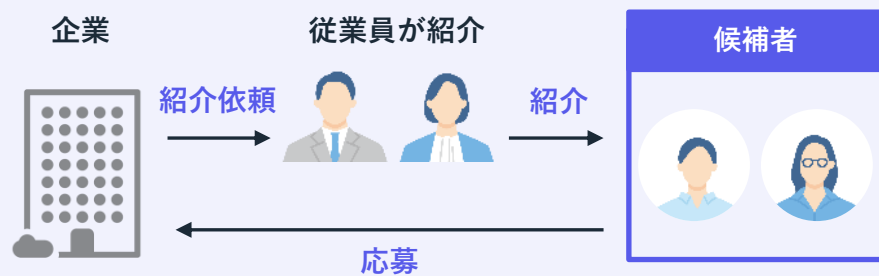 企業
従業員が紹介
候補者
紹介依頼
紹介
応募